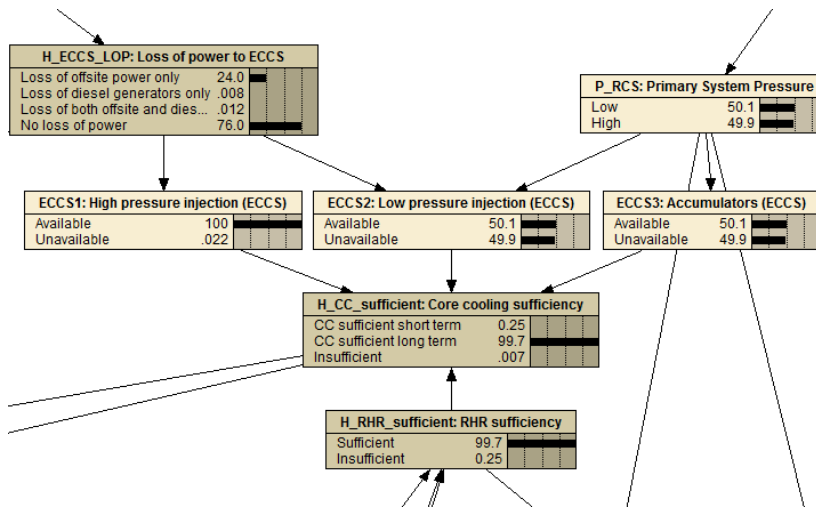 H_ECCS_LOP: Loss of power to ECCS
Loss of offsite power only 24.0
Loss of diesel generators only .008
Loss of both offsite and dies... .012
No loss of power 76.0
P_RCS: Primary System Pressure
Low 50.1
High 49.9
ECCS1: High pressure injection (ECCS)
Available 100
Unavailable .022
ECCS2: Low pressure injection (ECCS)
Available 50.1
Unavailable 49.9
ECCS3: Accumulators (ECCS)
Available 50.1
Unavailable 49.9
H_CC_sufficient: Core cooling sufficiency
CC sufficient short term 0.25
CC sufficient long term 99.7
Insufficient .007
H_RHR_sufficient: RHR sufficiency
Sufficient 99.7
Insufficient 0.25